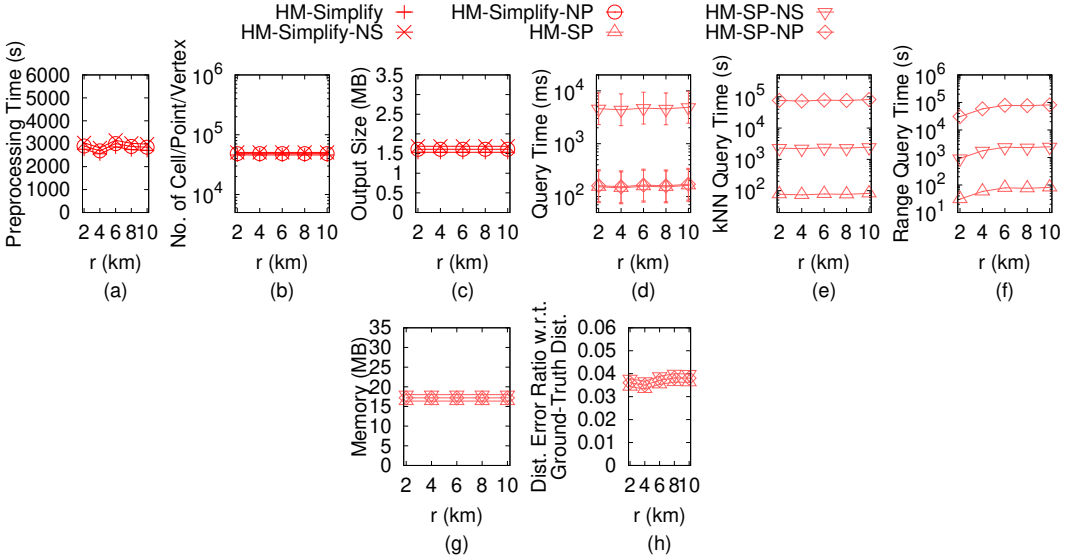 HM-Simplify
HM-Simplify-NS
HM-Simplify-NP
HM-SP
HM-SP-NS
HM-SP-NP
Preprocessing Time (s)
6000
5000
4000
3000
2000
1000
0
2 4 6 8 10
r (km)
(a)
No. of Cell/Point/Vertex
10^6
10^5
10^4
2 4 6 8 10
r (km)
(b)
Output Size (MB)
3.5
3
2.5
2
1.5
1
0.5
0
2 4 6 8 10
r (km)
(c)
Query Time (ms)
10^4
10^2
2 4 6 8 10
r (km)
(d)
kNN Query Time (s)
10^5
10^4
10^3
10^2
2 4 6 8 10
r (km)
(e)
Range Query Time (s)
10^6
10^5
10^4
10^3
10^2
10^1
2 4 6 8 10
r (km)
(f)
Memory (MB)
35
30
25
20
15
10
5
0
2 4 6 8 10
r (km)
(g)
Dist. Error Ratio w.r.t.
Ground-Truth Dist.
0.06
0.05
0.04
0.03
0.02
0.01
0
2 4 6 8 10
r (km)
(h)